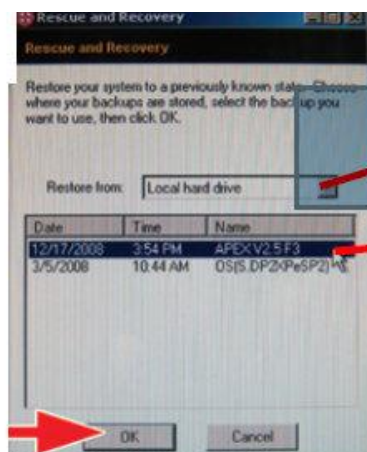 Rescue and Recovery
Rescue and Recovery
Restore your system to a previously known state. Choose
where your backups are stored, select the backup you
want to use, then click OK.
Restore from: Local hard drive
Date Time Name
12/17/2008 3:54 PM APEX V2.5 F3
3/5/2008 10:44 AM
OK Cancel